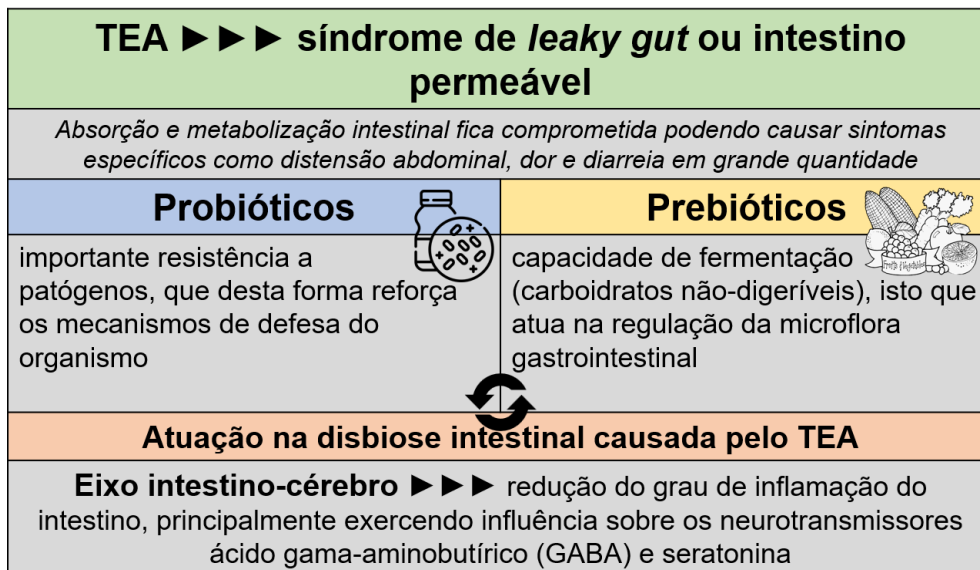 TEA ►►► síndrome de leaky gut ou intestino
permeável
Absorção e metabolização intestinal fica comprometida podendo causar sintomas
específicos como distensão abdominal, dor e diarreia em grande quantidade
Probióticos
importante resistência a
patógenos, que desta forma reforça
os mecanismos de defesa do
organismo
Prebióticos
capacidade de fermentação
(carboidratos não-digeríveis), isto que
atua na regulação da microflora
gastrointestinal
Atuação na disbiose intestinal causada pelo TEA
Eixo intestino-cérebro ►►► redução do grau de inflamação do
intestino, principalmente exercendo influência sobre os neurotransmissores
ácido gama-aminobutírico (GABA) e seratonina